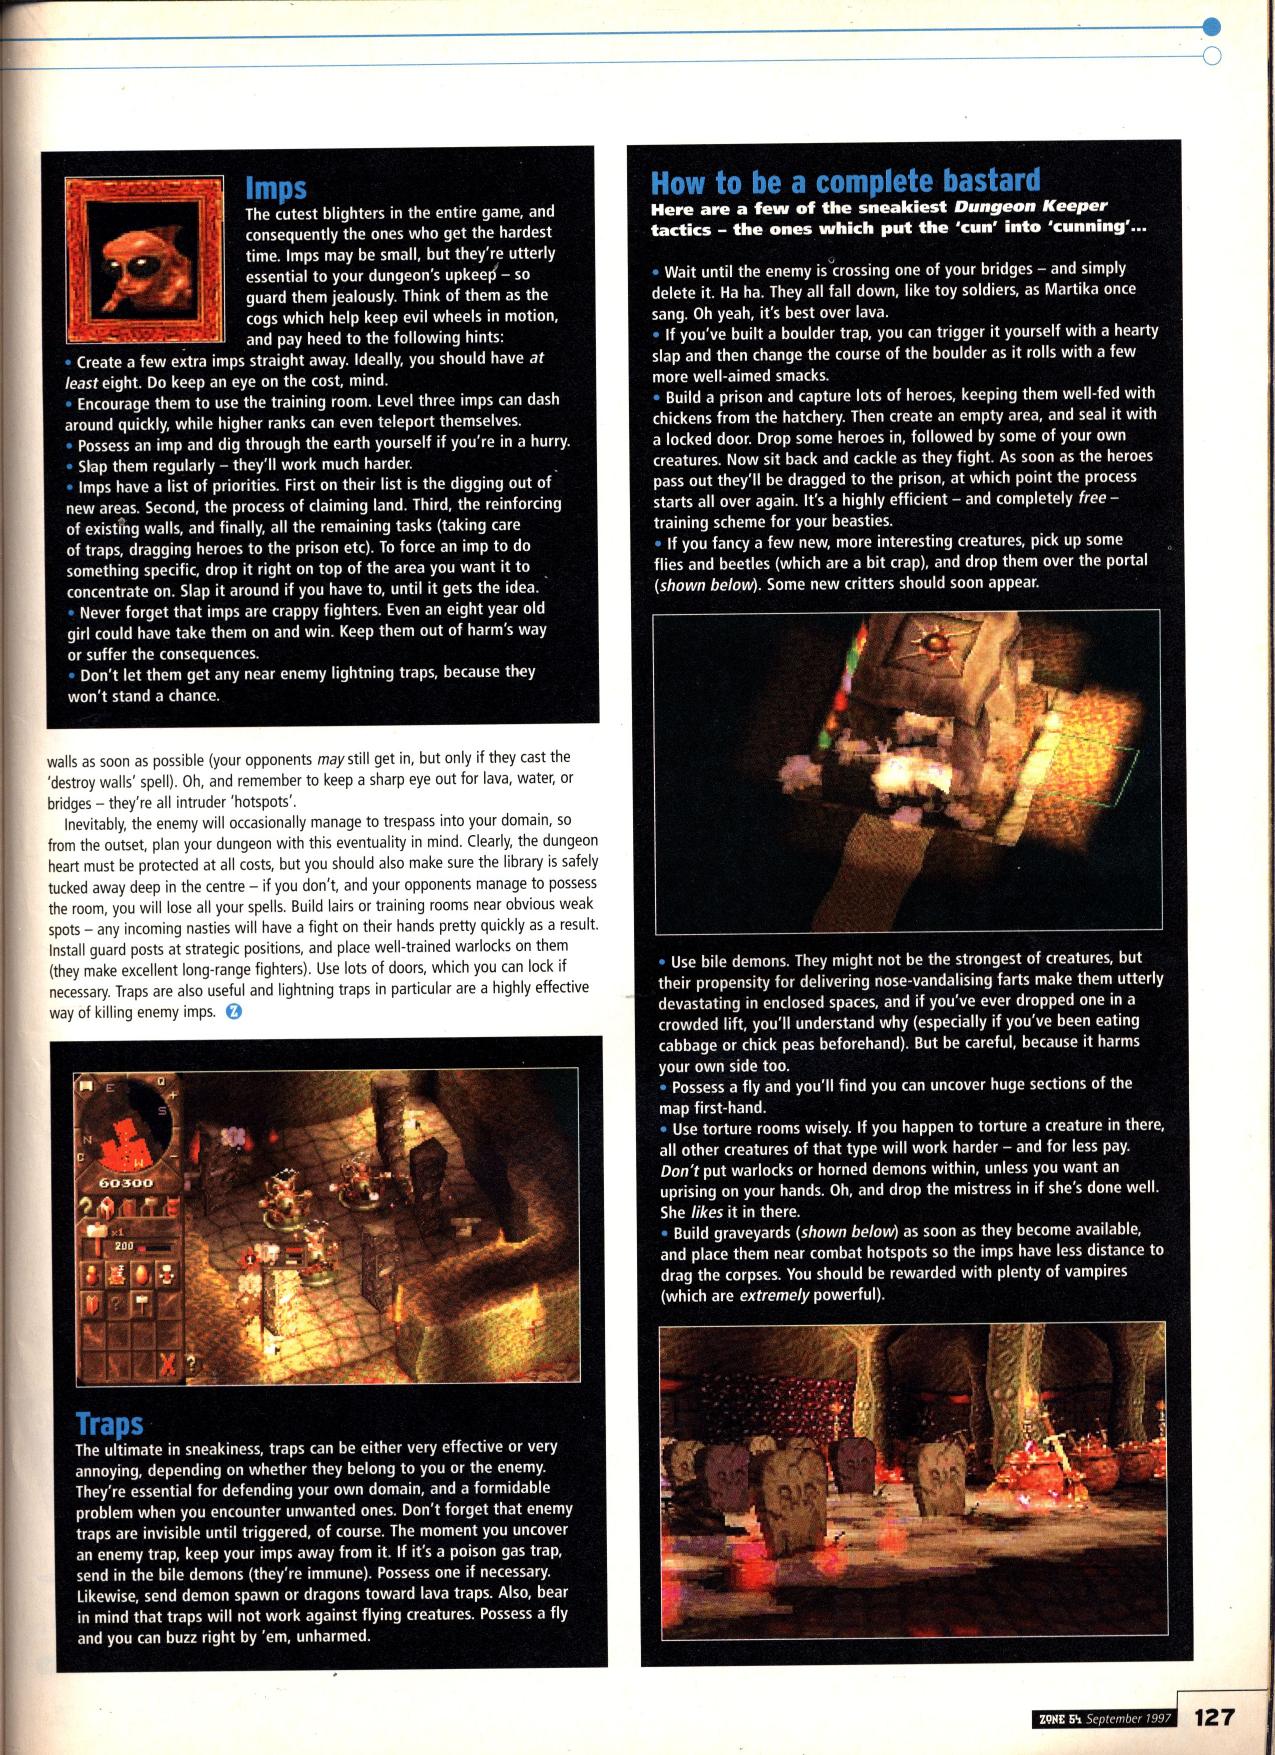 Imps
The cutest blighters in the entire game, and
consequently the ones who get the hardest
time. Imps may be small, but they're utterly
essential to your dungeon's upkeep – so
guard them jealously. Think of them as the
cogs which help keep evil wheels in motion,
and pay heed to the following hints:
• Create a few extra imps straight away. Ideally, you should have at
least eight. Do keep an eye on the cost, mind.
• Encourage them to use the training room. Level three imps can dash
around quickly, while higher ranks can even teleport themselves.
• Possess an imp and dig through the earth yourself if you're in a hurry.
• Slap them regularly – they'll work much harder.
• Imps have a list of priorities. First on their list is the digging out of
new areas. Second, the process of claiming land. Third, the reinforcing
of existing walls, and finally, all the remaining tasks (taking care
of traps, dragging heroes to the prison etc). To force an imp to do
something specific, drop it right on top of the area you want it to
concentrate on. Slap it around if you have to, until it gets the idea.
• Never forget that imps are crappy fighters. Even an eight year old
girl could have take them on and win. Keep them out of harm's way
or suffer the consequences.
• Don't let them get any near enemy lightning traps, because they
won't stand a chance.
walls as soon as possible (your opponents may still get in, but only if they cast the
'destroy walls' spell). Oh, and remember to keep a sharp eye out for lava, water, or
bridges – they're all intruder 'hotspots'.
Inevitably, the enemy will occasionally manage to trespass into your domain, so
from the outset, plan your dungeon with this eventuality in mind. Clearly, the dungeon
heart must be protected at all costs, but you should also make sure the library is safely
tucked away deep in the centre – if you don't, and your opponents manage to possess
the room, you will lose all your spells. Build lairs or training rooms near obvious weak
spots – any incoming nasties will have a fight on their hands pretty quickly as a result.
Install guard posts at strategic positions, and place well-trained warlocks on them
(they make excellent long-range fighters). Use lots of doors, which you can lock if
necessary. Traps are also useful and lightning traps in particular are a highly effective
way of killing enemy imps. Z
E
S
N
W
60300
x1
200
Traps
The ultimate in sneakiness, traps can be either very effective or very
annoying, depending on whether they belong to you or the enemy.
They're essential for defending your own domain, and a formidable
problem when you encounter unwanted ones. Don't forget that enemy
traps are invisible until triggered, of course. The moment you uncover
an enemy trap, keep your imps away from it. If it's a poison gas trap,
send in the bile demons (they're immune). Possess one if necessary.
Likewise, send demon spawn or dragons toward lava traps. Also, bear
in mind that traps will not work against flying creatures. Possess a fly
and you can buzz right by 'em, unharmed.
How to be a complete bastard
Here are a few of the sneakiest Dungeon Keeper
tactics – the ones which put the 'cun' into 'cunning'...
• Wait until the enemy is crossing one of your bridges – and simply
delete it. Ha ha. They all fall down, like toy soldiers, as Martika once
sang. Oh yeah, it's best over lava.
• If you've built a boulder trap, you can trigger it yourself with a hearty
slap and then change the course of the boulder as it rolls with a few
more well-aimed smacks.
• Build a prison and capture lots of heroes, keeping them well-fed with
chickens from the hatchery. Then create an empty area, and seal it with
a locked door. Drop some heroes in, followed by some of your own
creatures. Now sit back and cackle as they fight. As soon as the heroes
pass out they'll be dragged to the prison, at which point the process
starts all over again. It's a highly efficient – and completely free –
training scheme for your beasties.
• If you fancy a few new, more interesting creatures, pick up some
flies and beetles (which are a bit crap), and drop them over the portal
(shown below). Some new critters should soon appear.
• Use bile demons. They might not be the strongest of creatures, but
their propensity for delivering nose-vandalising farts make them utterly
devastating in enclosed spaces, and if you've ever dropped one in a
crowded lift, you'll understand why (especially if you've been eating
cabbage or chick peas beforehand). But be careful, because it harms
your own side too.
• Possess a fly and you'll find you can uncover huge sections of the
map first-hand.
• Use torture rooms wisely. If you happen to torture a creature in there,
all other creatures of that type will work harder – and for less pay.
Don't put warlocks or horned demons within, unless you want an
uprising on your hands. Oh, and drop the mistress in if she's done well.
She likes it in there.
• Build graveyards (shown below) as soon as they become available,
and place them near combat hotspots so the imps have less distance to
drag the corpses. You should be rewarded with plenty of vampires
(which are extremely powerful).
RIP
RIP
ZONE 64 September 1997 127